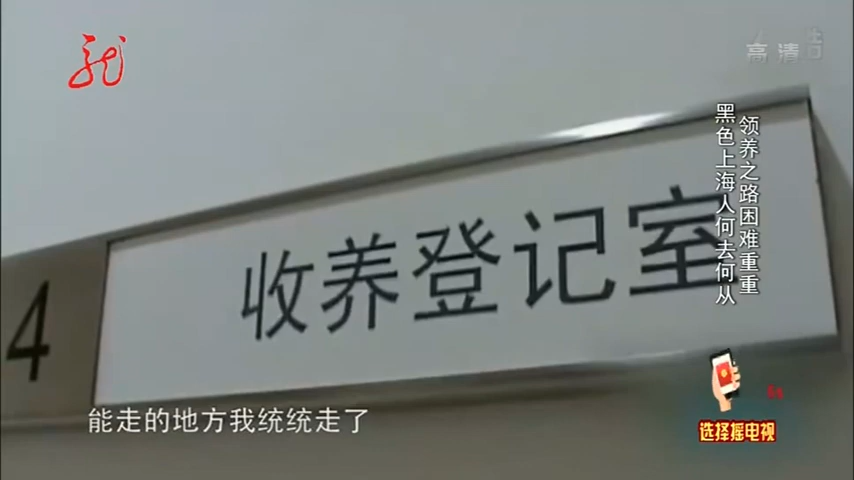 龙
高清
领养之路困难重重
黑色上海人何去何从
4
收养登记室
能走的地方我统统走了
选择摇电视